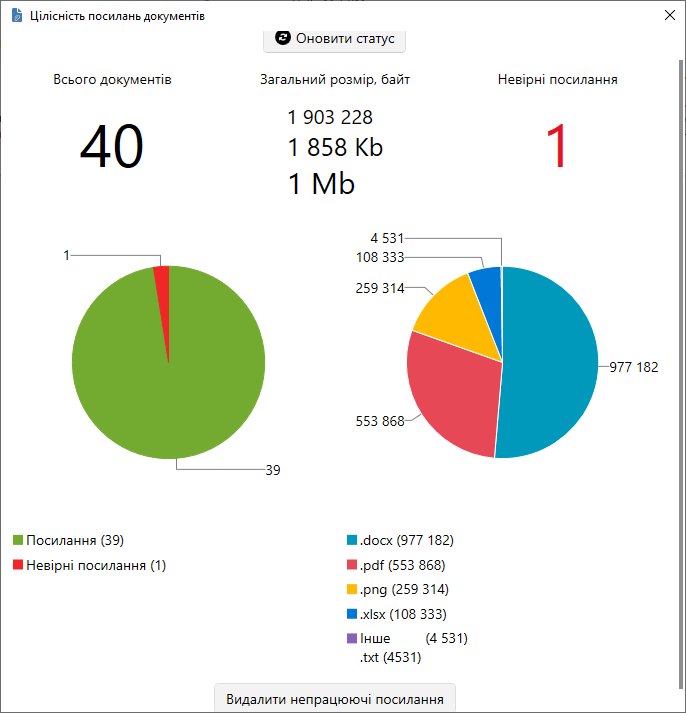 Цілісність посилань документів
Оновити статус
Всього документів
Загальний розмір, байт
Невірні посилання
40
1 903 228
1 858 Kb
1 Mb
1
1
39
4 531
108 333
259 314
553 868
977 182
Посилання (39)
Невірні посилання (1)
.docx (977 182)
.pdf (553 868)
.png (259 314)
.xlsx (108 333)
Інше (4 531)
.txt (4531)
Видалити непрацюючі посилання